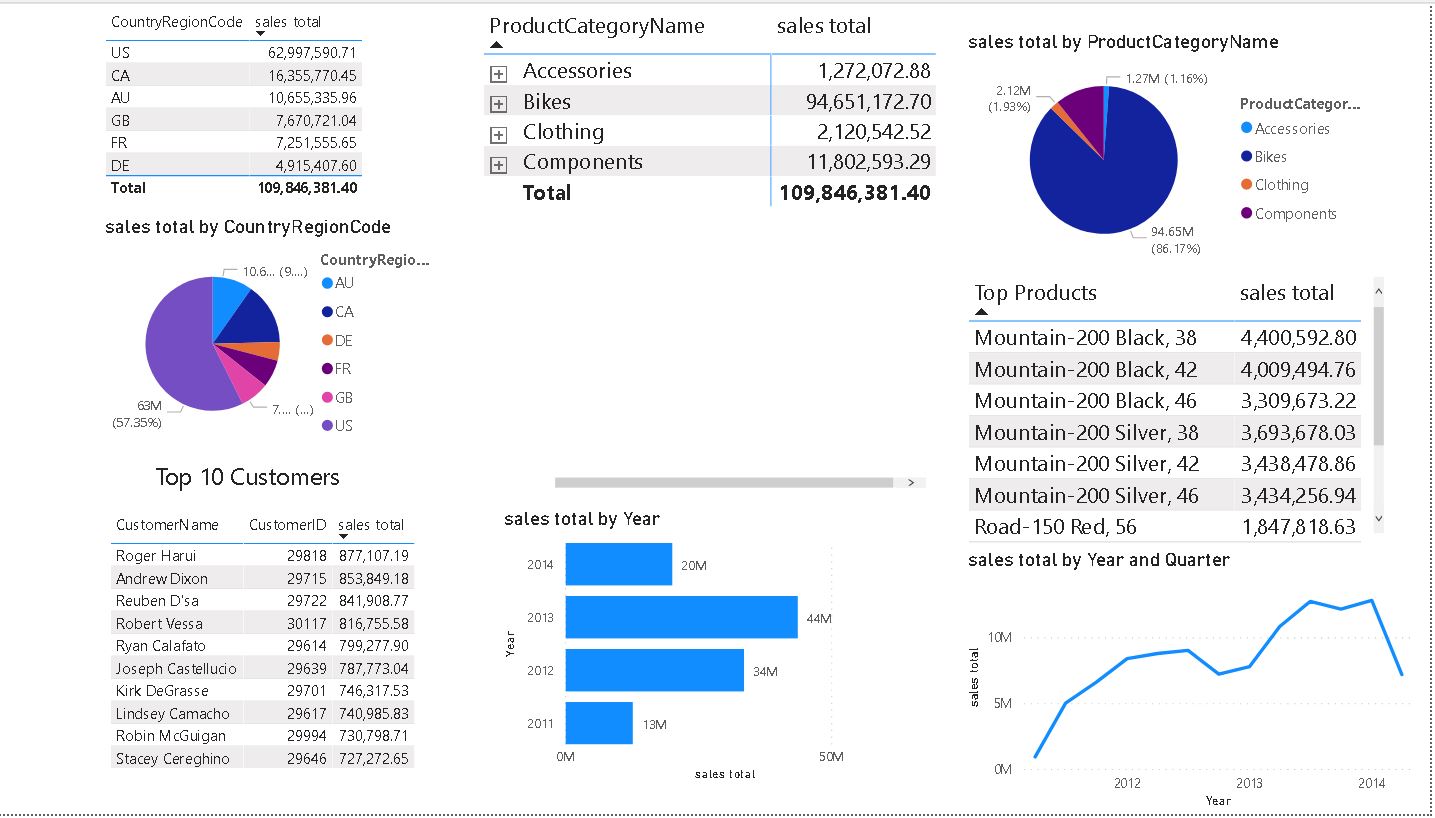 CountryRegionCode sales total
US 62,997,590.71
CA 16,355,770.45
AU 10,655,335.96
GB 7,670,721.04
FR 7,251,555.65
DE 4,915,407.60
Total 109,846,381.40
sales total by CountryRegionCode
CountryRegio...
10.6... (9....)
AU
CA
DE
FR
GB
US
63M
(57.35%)
7.... (...)
Top 10 Customers
CustomerName CustomerID sales total
Roger Harui 29818 877,107.19
Andrew Dixon 29715 853,849.18
Reuben D'sa 29722 841,908.77
Robert Vessa 30117 816,755.58
Ryan Calafato 29614 799,277.90
Joseph Castellucio 29639 787,773.04
Kirk DeGrasse 29701 746,317.53
Lindsey Camacho 29617 740,985.83
Robin McGuigan 29994 730,798.71
Stacey Cereghino 29646 727,272.65
ProductCategoryName sales total
Accessories 1,272,072.88
Bikes 94,651,172.70
Clothing 2,120,542.52
Components 11,802,593.29
Total 109,846,381.40
sales total by Year
Year
2014 20M
2013 44M
2012 34M
2011 13M
0M 50M
sales total
sales total by ProductCategoryName
1.27M (1.16%)
2.12M
(1.93%)
94.65M
(86.17%)
ProductCategor...
Accessories
Bikes
Clothing
Components
Top Products sales total
Mountain-200 Black, 38 4,400,592.80
Mountain-200 Black, 42 4,009,494.76
Mountain-200 Black, 46 3,309,673.22
Mountain-200 Silver, 38 3,693,678.03
Mountain-200 Silver, 42 3,438,478.86
Mountain-200 Silver, 46 3,434,256.94
Road-150 Red, 56 1,847,818.63
sales total by Year and Quarter
sales total
10M
5M
0M
2012 2013 2014
Year